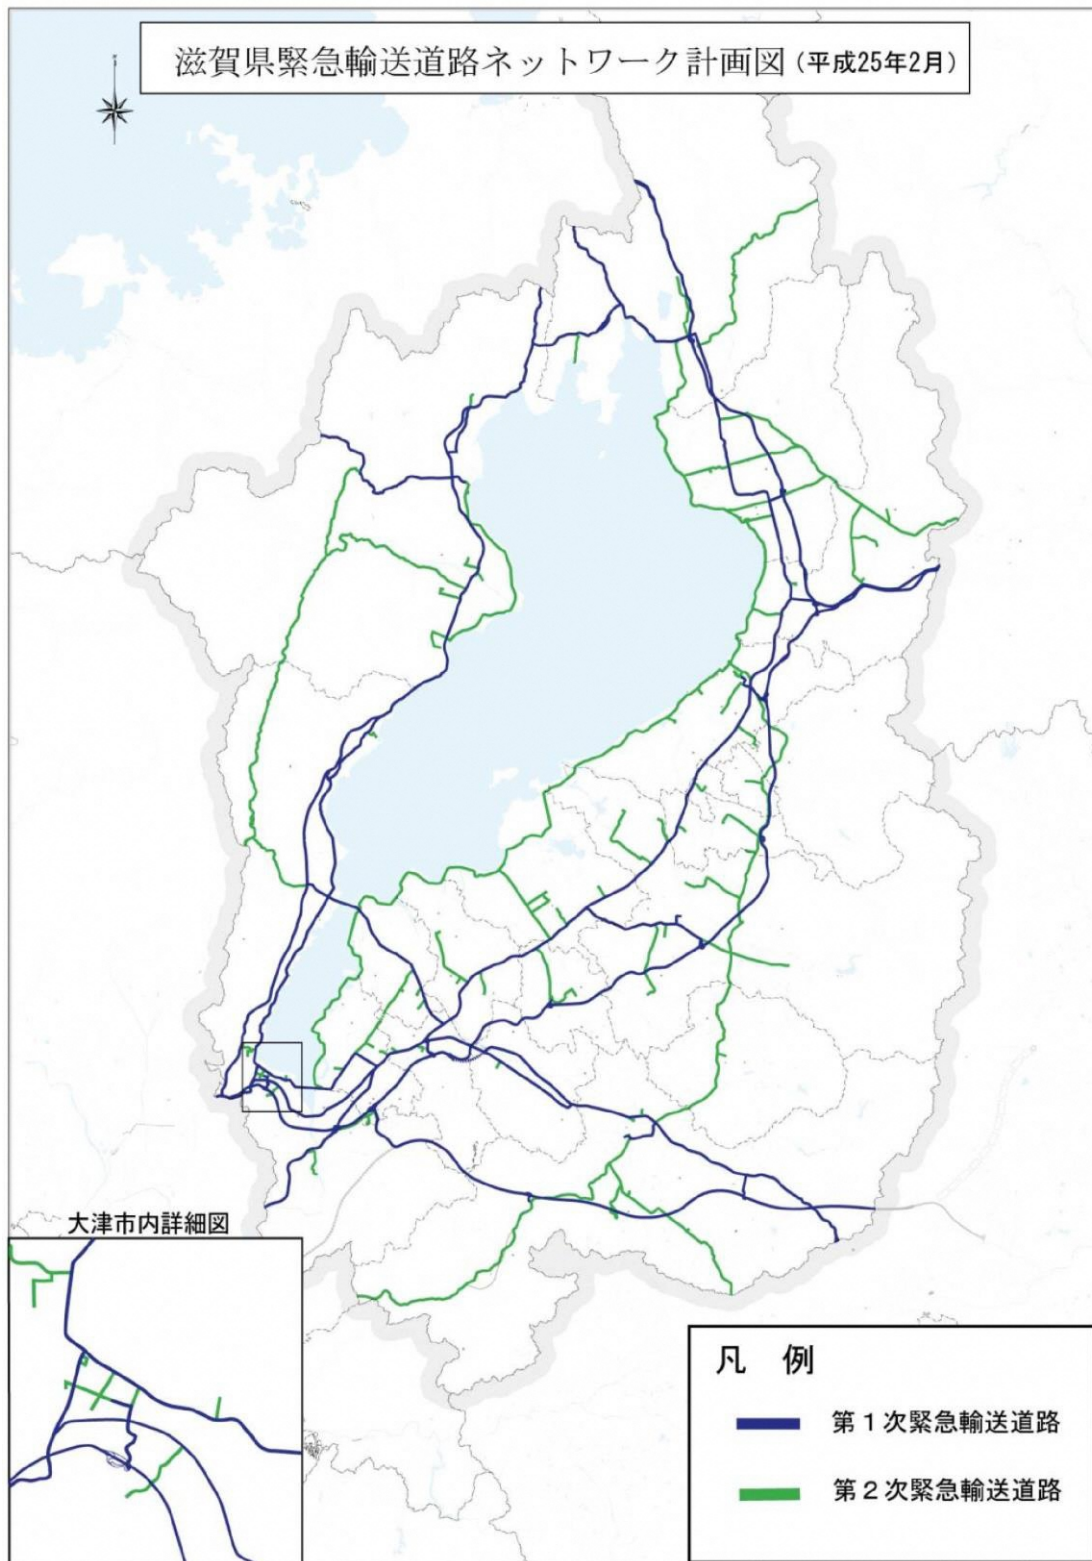 滋賀県緊急輸送道路ネットワーク計画図(平成25年2月)
大津市内詳細図
凡 例
第1次緊急輸送道路
第2次緊急輸送道路